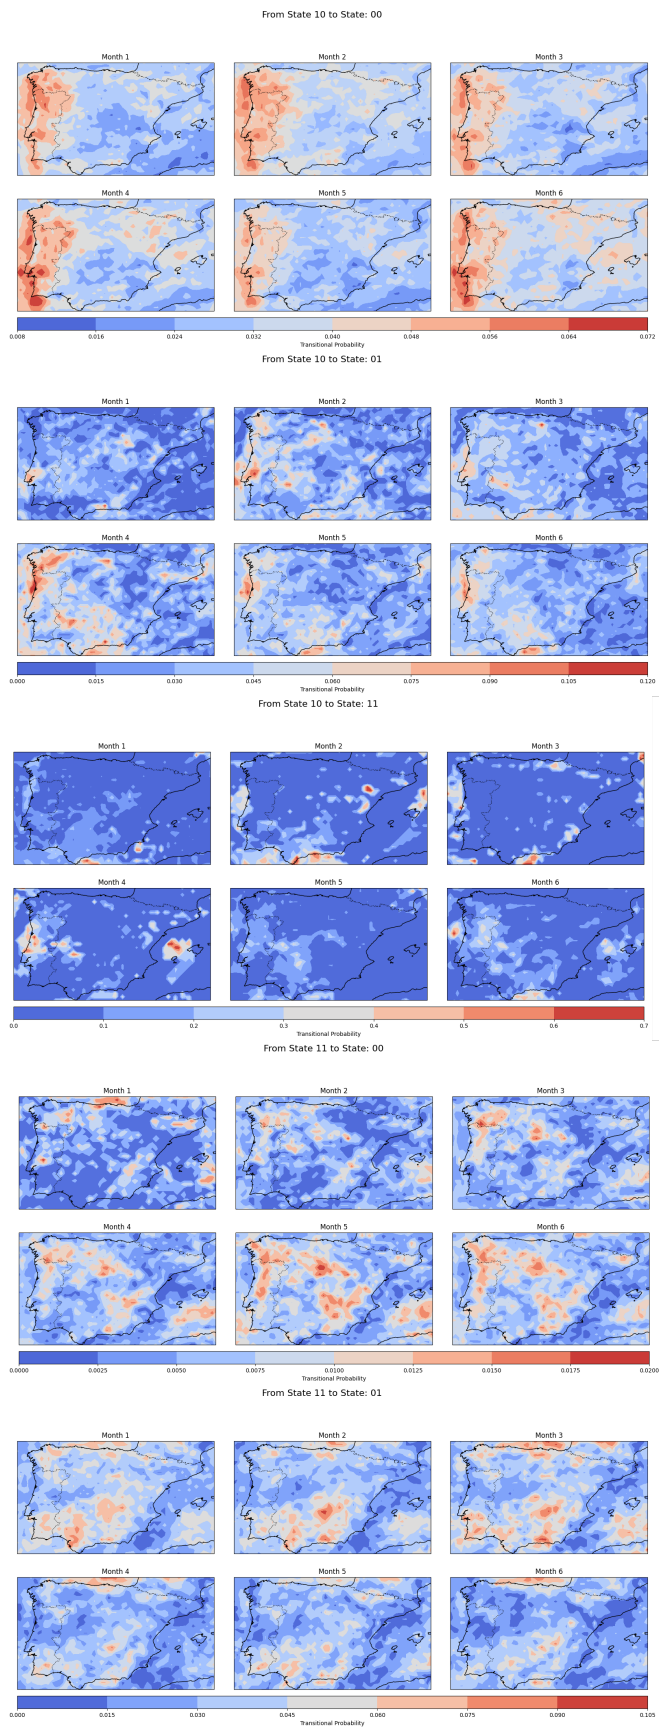 From State 10 to State: 00
Month 1 Month 2 Month 3
Month 4 Month 5 Month 6
0.008 0.016 0.024 0.032 0.040 0.048 0.056 0.064 0.072
Transitional Probability
From State 10 to State: 01
Month 1 Month 2 Month 3
Month 4 Month 5 Month 6
0.000 0.015 0.030 0.045 0.060 0.075 0.090 0.105 0.120
Transitional Probability
From State 10 to State: 11
Month 1 Month 2 Month 3
Month 4 Month 5 Month 6
0.0 0.1 0.2 0.3 0.4 0.5 0.6 0.7
Transitional Probability
From State 11 to State: 00
Month 1 Month 2 Month 3
Month 4 Month 5 Month 6
0.0000 0.0025 0.0050 0.0075 0.0100 0.0125 0.0150 0.0175 0.0200
Transitional Probability
From State 11 to State: 01
Month 1 Month 2 Month 3
Month 4 Month 5 Month 6
0.000 0.015 0.030 0.045 0.060 0.075 0.090 0.105
Transitional Probability